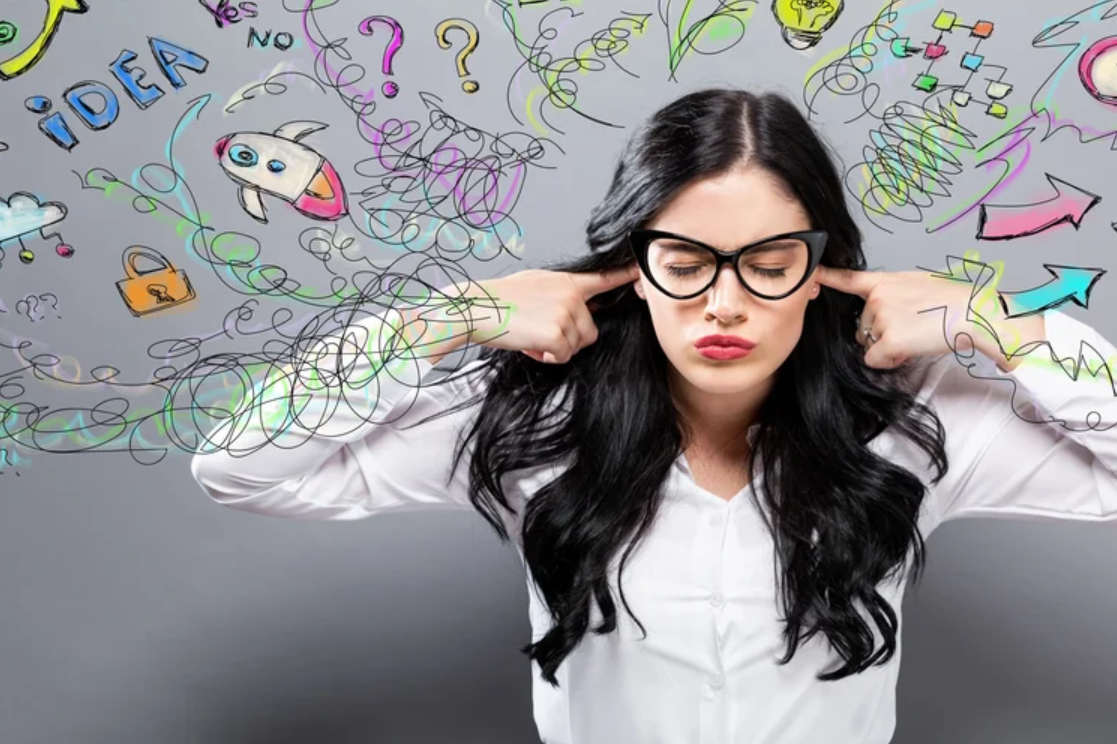 YES
NO
? ?
iDEA
???